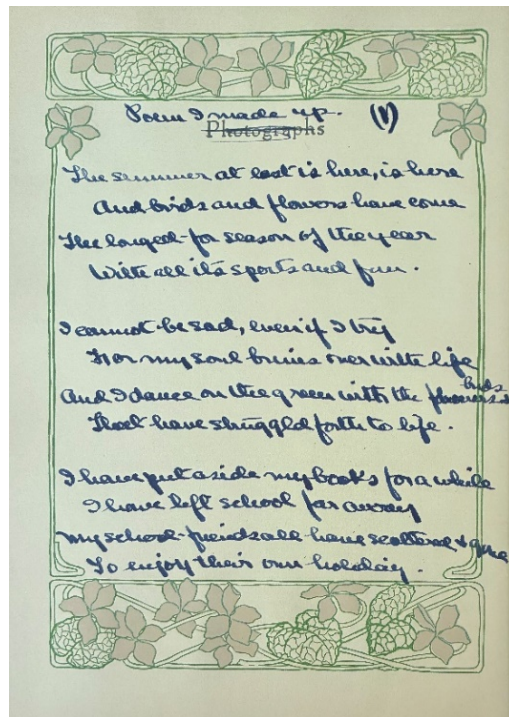 Poem I made up. (1)
Photographs
The summer at last is here, is here
And birds and flowers have come
The longed-for season of the year
With all its sports and fun.
I cannot be sad, even if I try
For my soul brims over with life
And I dance on the green with the buds
That have struggled forth to life.
I have put aside my books for a while
I have left school far away
My school-friends all have scattered & gone
To enjoy their own holiday.